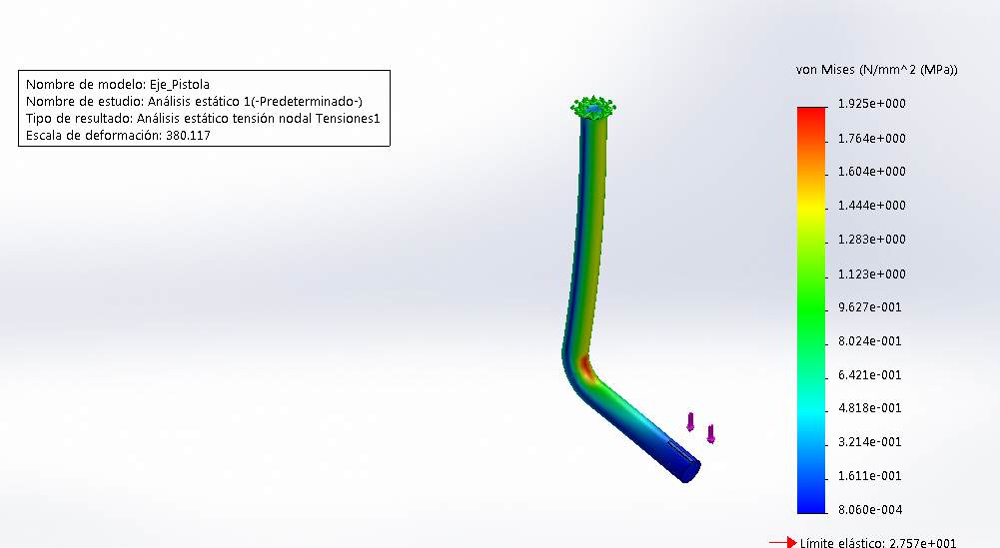 Nombre de modelo: Eje_Pistola
Nombre de estudio: Análisis estático 1(-Predeterminado-)
Tipo de resultado: Análisis estático tensión nodal Tensiones1
Escala de deformación: 380.117
von Mises (N/mm^2 (MPa))
1.925e+000
1.764e+000
1.604e+000
1.444e+000
1.283e+000
1.123e+000
9.627e-001
8.024e-001
6.421e-001
4.818e-001
3.214e-001
1.611e-001
8.060e-004
Límite elástico: 2.757e+001